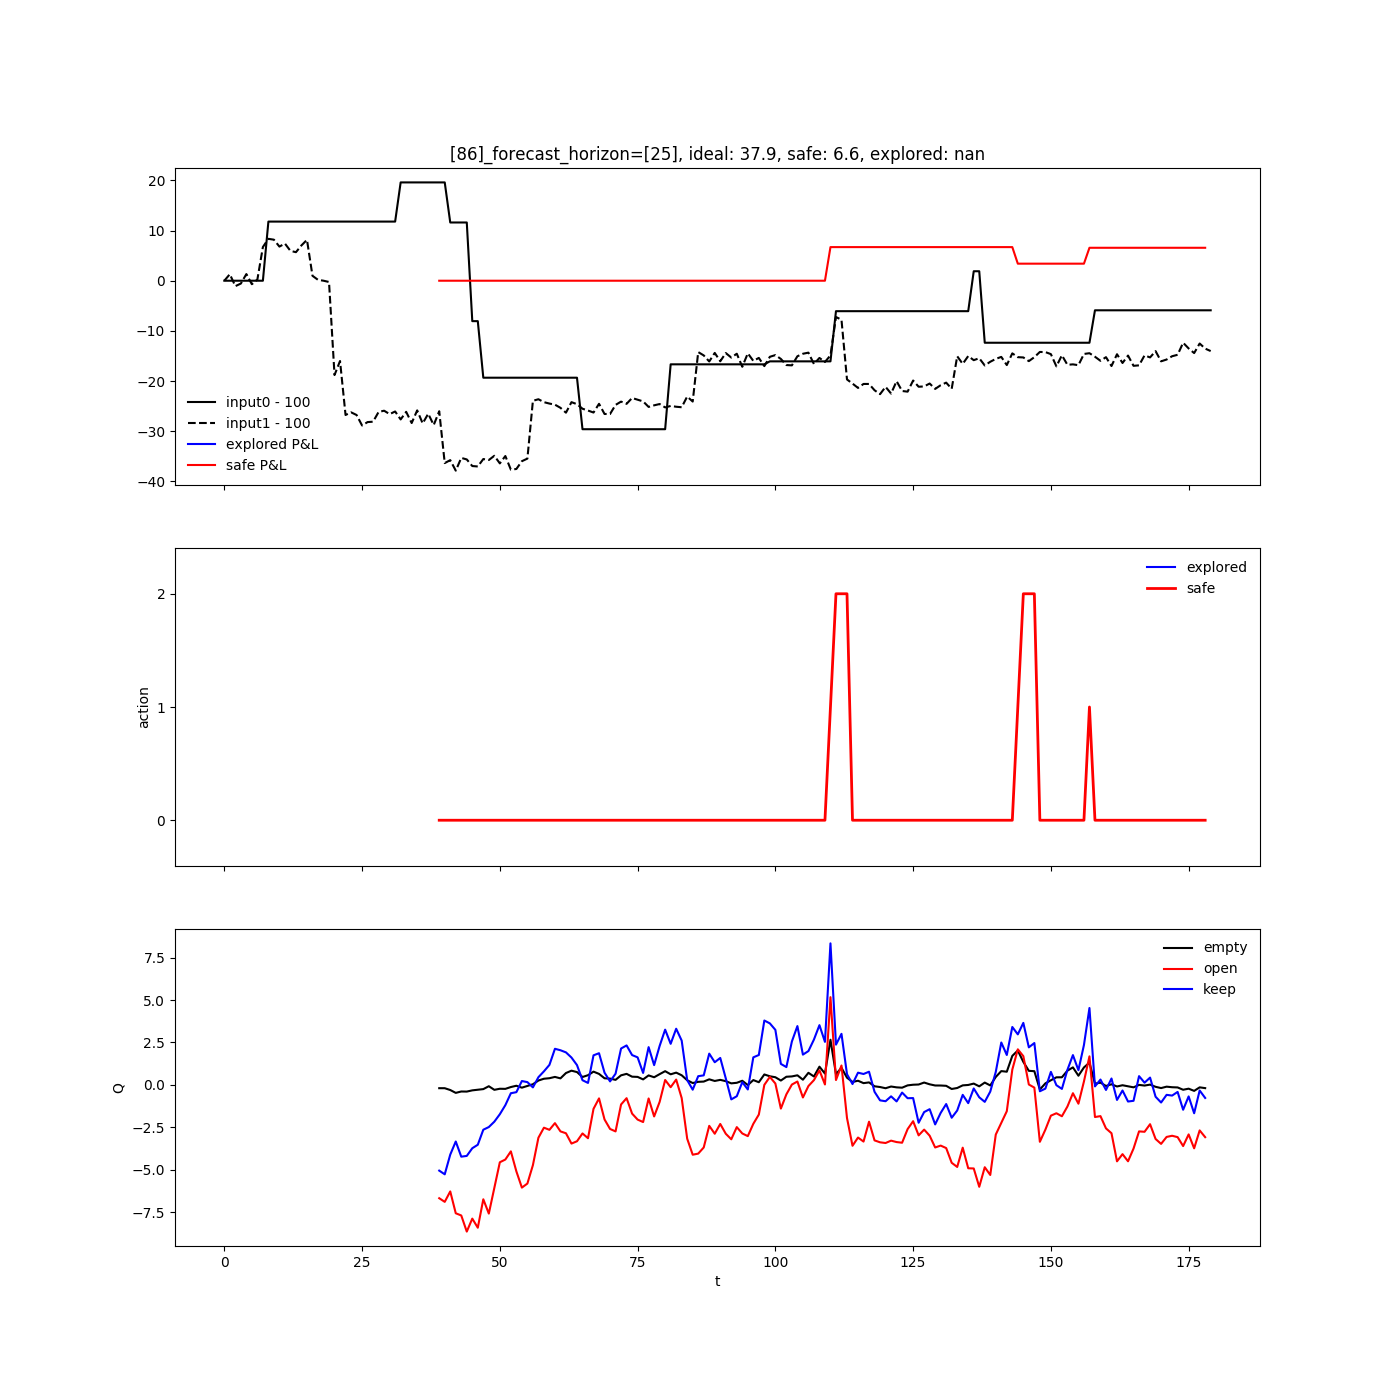 [86]_forecast_horizon=[25], ideal: 37.9, safe: 6.6, explored: nan
20
10
0
−10
−20
−30
−40
input0 - 100
input1 - 100
explored P&L
safe P&L
action
2
1
0
explored
safe
Q
7.5
5.0
2.5
0.0
−2.5
−5.0
−7.5
empty
open
keep
0 25 50 75 100 125 150 175
t